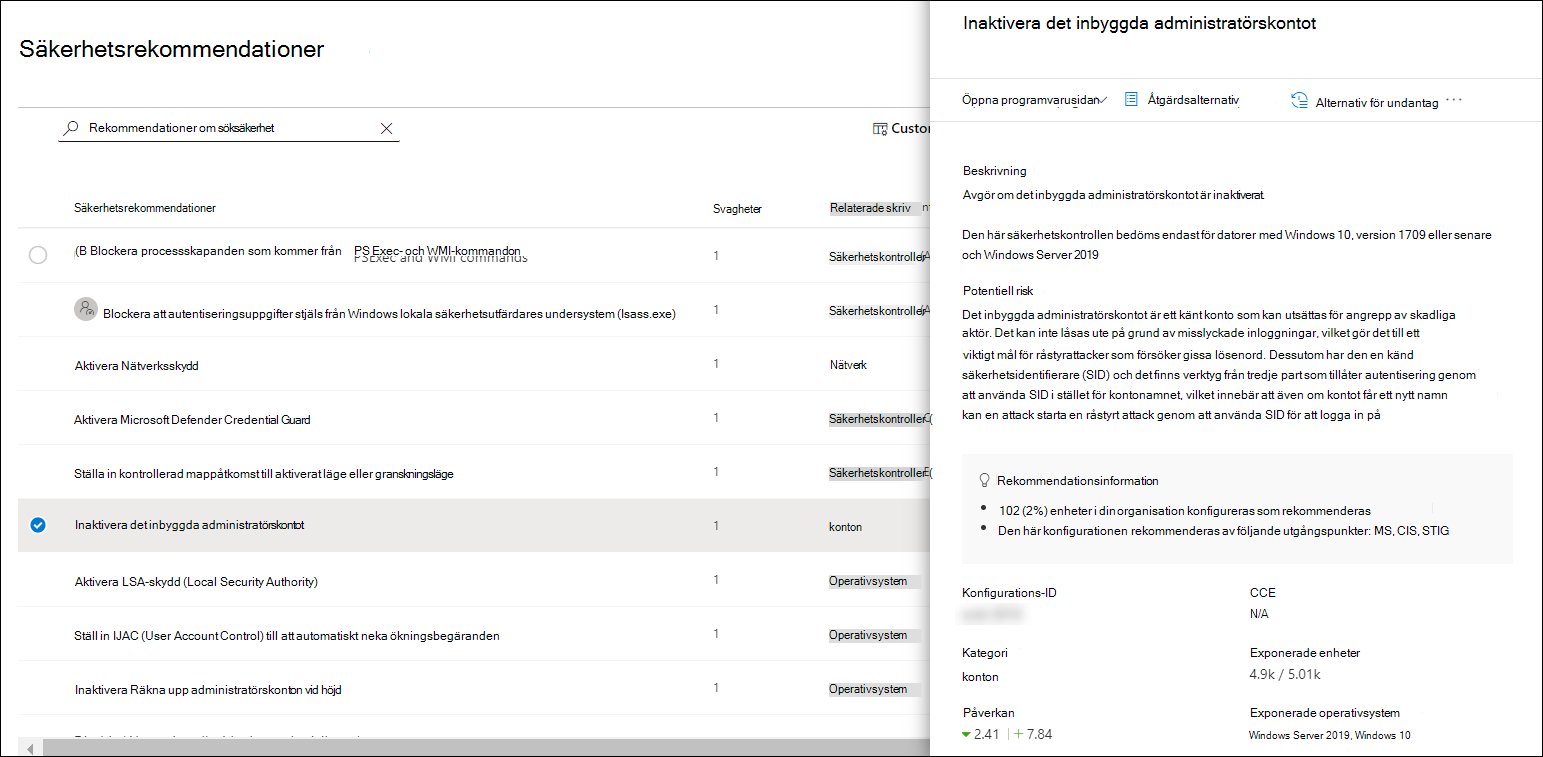 Säkerhetsrekommendationer
Rekommendationer om söksäkerhet
Custo
Säkerhetsrekommendationer
Svagheter
Relaterade skriv
(B Blockera processskapanden som kommer från PS Exec- och WMI-kommandon
PSExec and WMI commands
1
Säkerhetskontroller (A
Blockera att autentiseringsuppgifter stjäls från Windows lokala säkerhetsutfärdares undersystem (lsass.exe)
1
Säkerhetskontroller (A
Aktivera Nätverksskydd
1
Nätverk
Aktivera Microsoft Defender Credential Guard
1
Säkerhetskontroller (
Ställa in kontrollerad mappåtkomst till aktiverat läge eller granskningsläge
1
Säkerhetskontroller (
Inaktivera det inbyggda administratörskontot
1
konton
Aktivera LSA-skydd (Local Security Authority)
1
Operativsystem
Ställ in IJAC (User Account Control) till att automatiskt neka ökningsbegäranden
1
Operativsystem
Inaktivera Räkna upp administratörskonton vid höjd
1
Operativsystem
Inaktivera det inbyggda administratörskontot
Öppna programvarusidan
Åtgärdsalternativ
Alternativ för undantag ...
Beskrivning
Avgör om det inbyggda administratörskontot är inaktiverat.
Den här säkerhetskontrollen bedöms endast för datorer med Windows 10, version 1709 eller senare
och Windows Server 2019
Potentiell risk
Det inbyggda administratörskontot är ett känt konto som kan utsättas för angrepp av skadliga
aktör. Det kan inte låsas ute på grund av misslyckade inloggningar, vilket gör det till ett
viktigt mål för råstyrattacker som försöker gissa lösenord. Dessutom har den en känd
säkerhetsidentifierare (SID) och det finns verktyg från tredje part som tillåter autentisering genom
att använda SID i stället för kontonamnet, vilket innebär att även om kontot får ett nytt namn
kan en attack starta en råstyrt attack genom att använda SID för att logga in på
Rekommendationsinformation
• 102 (2%) enheter i din organisation konfigureras som rekommenderas
• Den här konfigurationen rekommenderas av följande utgångspunkter: MS, CIS, STIG
Konfigurations-ID
CCE
N/A
Kategori
konton
Exponerade enheter
4.9k / 5.01k
Påverkan
2.41 | +7.84
Exponerade operativsystem
Windows Server 2019, Windows 10